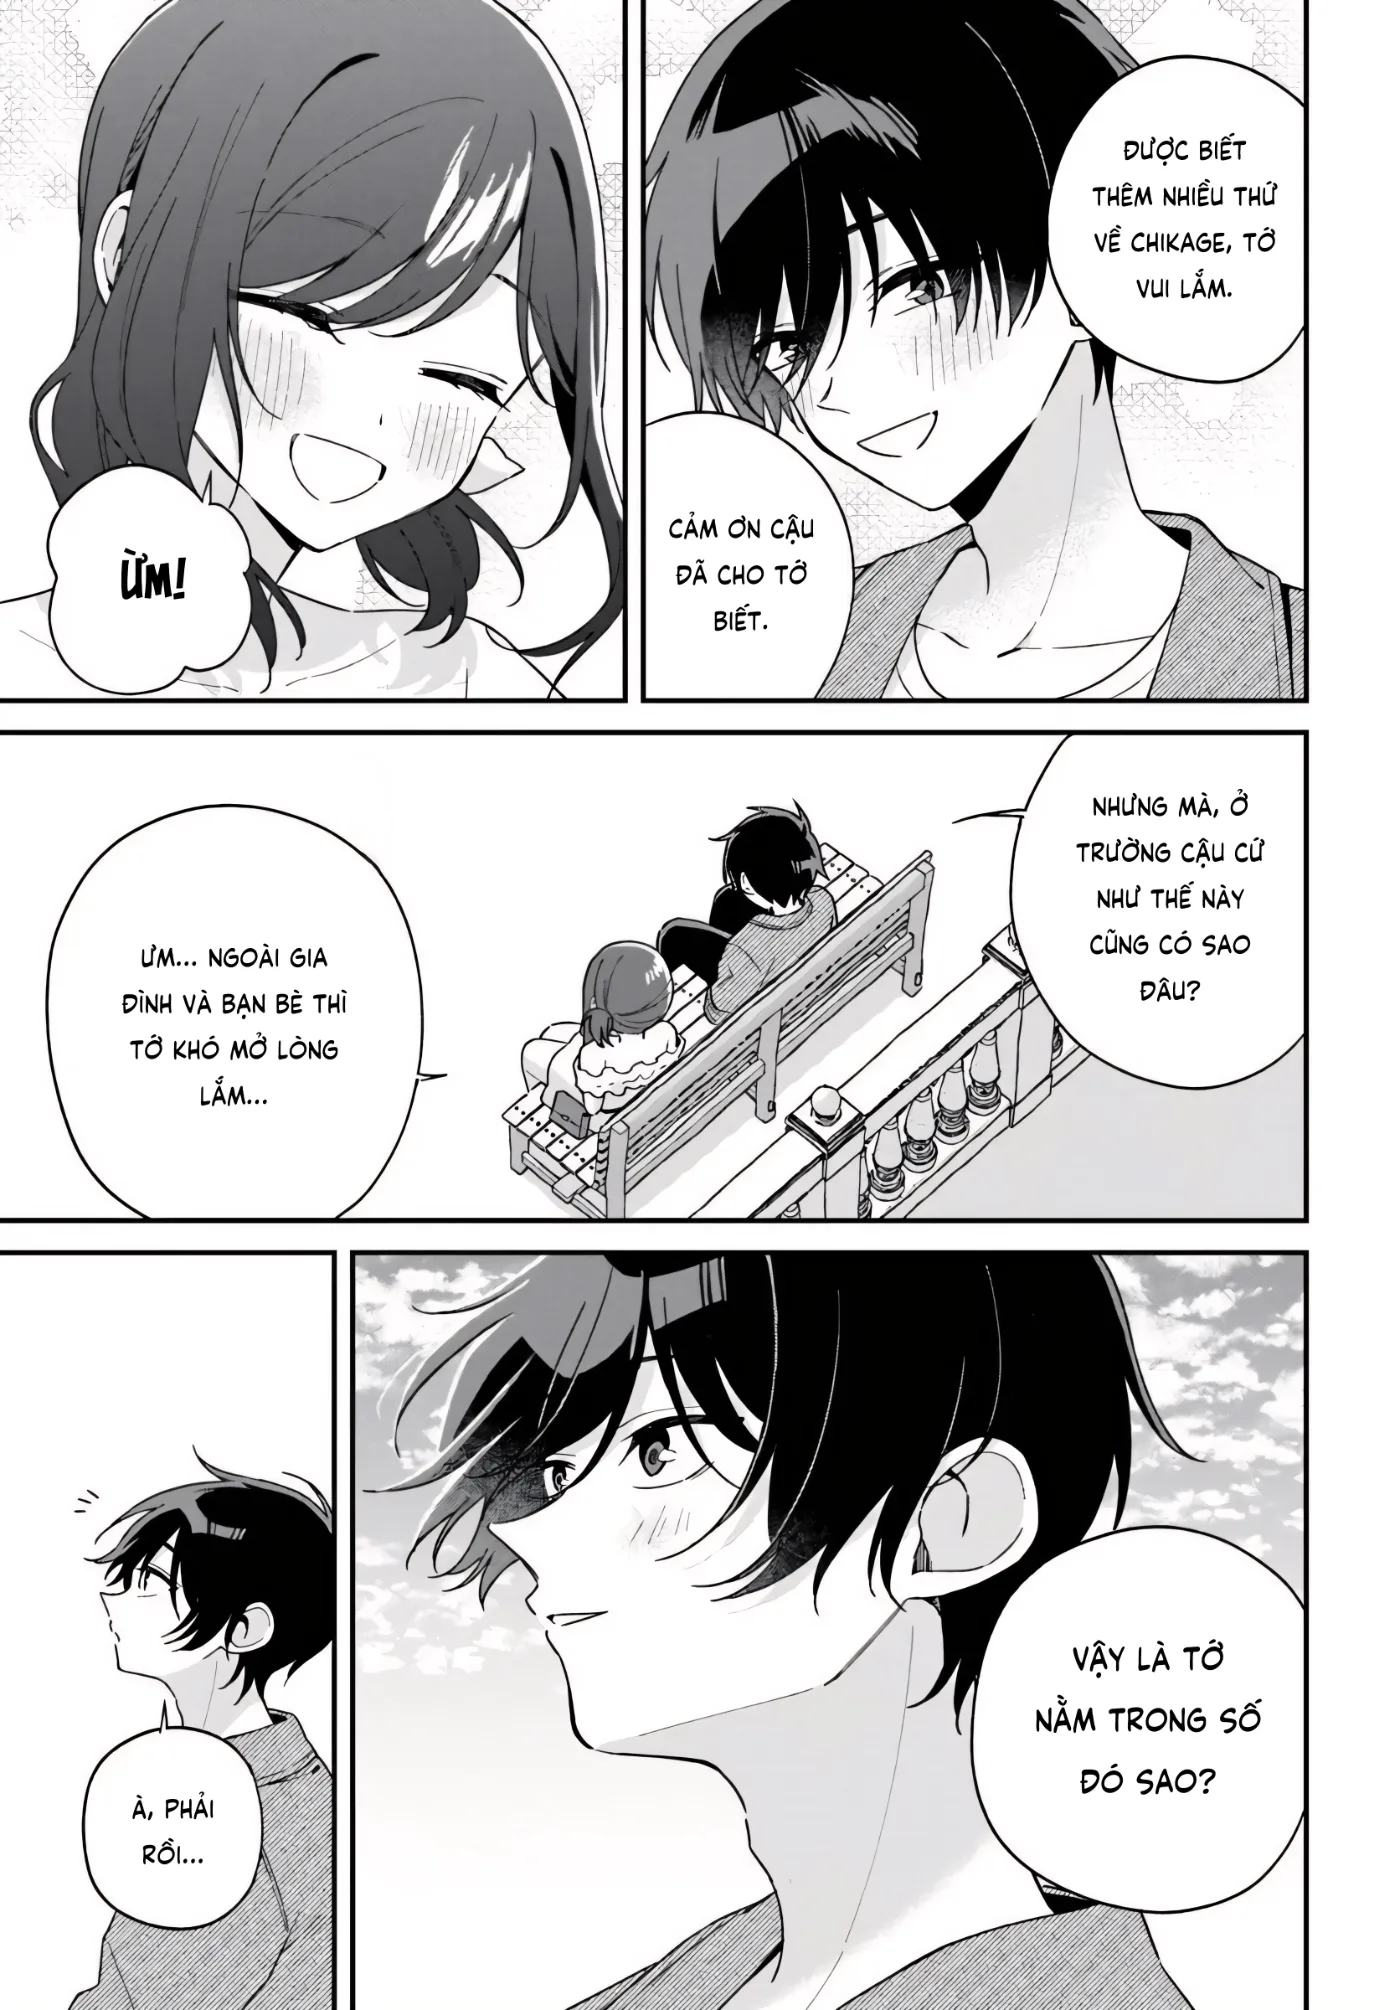 ĐƯỢC BIẾT
THÊM NHIỀU THỨ
VỀ CHIKAGE, TỚ
VUI LẮM.
CẢM ƠN CẬU
ĐÃ CHO TỚ
BIẾT.
ỪM!
NHƯNG MÀ, Ở
TRƯỜNG CẬU CỨ
NHƯ THẾ NÀY
CŨNG CÓ SAO
ĐÂU?
ƯM... NGOÀI GIA
ĐÌNH VÀ BẠN BÈ THÌ
TỚ KHÓ MỞ LÒNG
LẮM...
VẬY LÀ TỚ
NẰM TRONG SỐ
ĐÓ SAO?
À, PHẢI
RỒI...